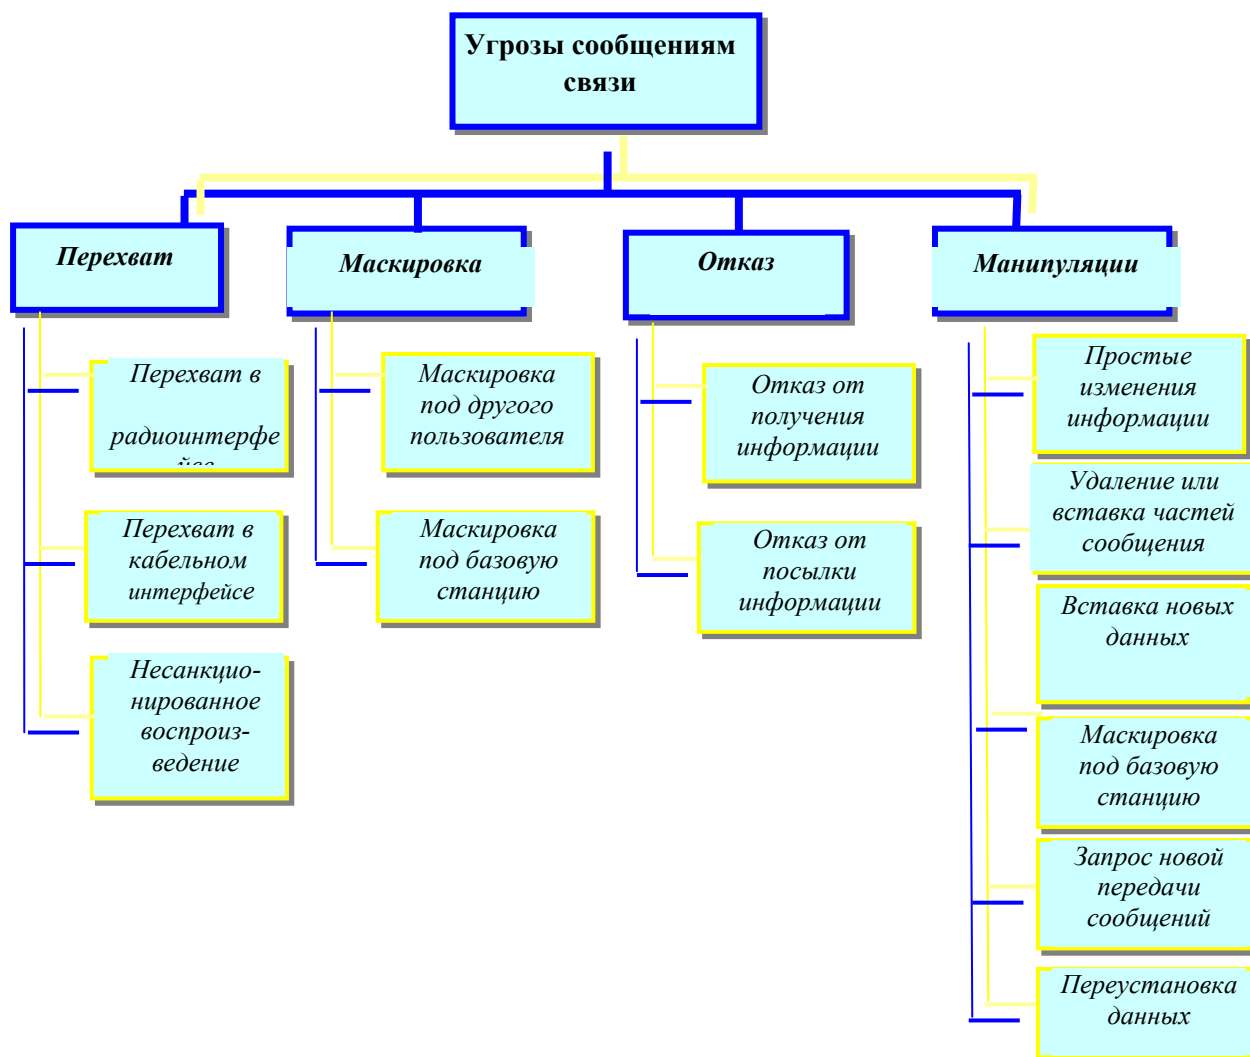 Угрозы сообщениям
связи
Перехват
Маскировка
Отказ
Манипуляции
Перехват в
радиоинтерфе
Перехват в
кабельном
интерфейсе
Несанкцио-
нированное
воспроиз-
ведение
Маскировка
под другого
пользователя
Маскировка
под базовую
станцию
Отказ от
получения
информации
Отказ от
посылки
информации
Простые
изменения
информации
Удаление или
вставка частей
сообщения
Вставка новых
данных
Маскировка
под базовую
станцию
Запрос новой
передачи
сообщений
Переустановка
данных